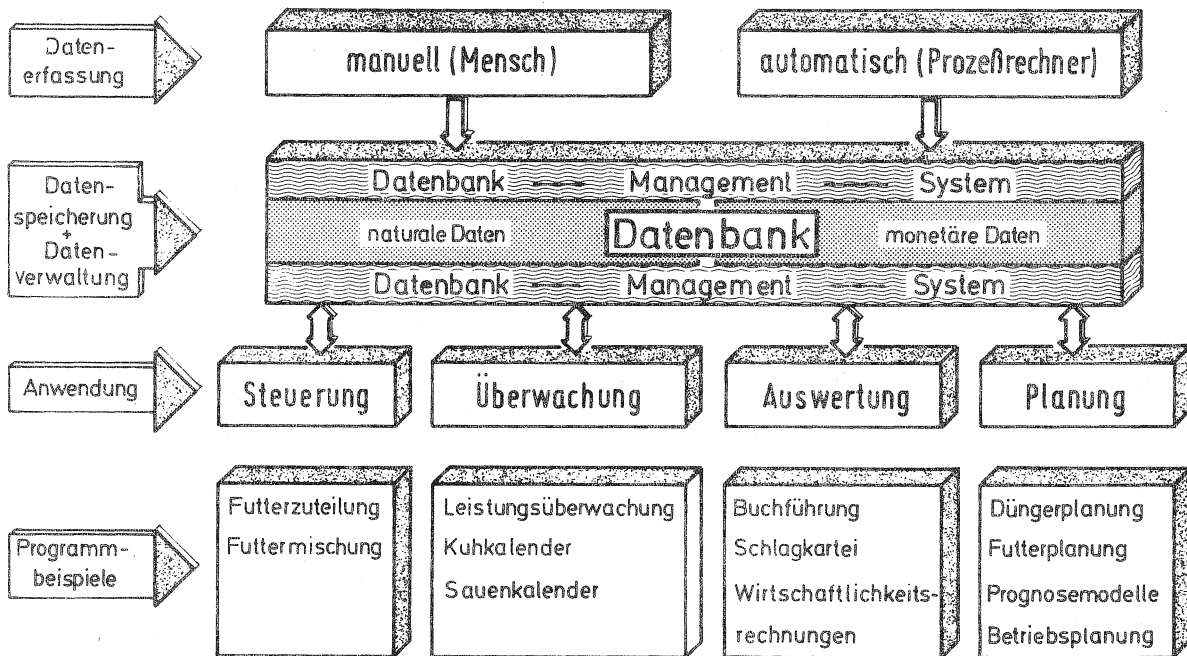 Daten-
erfassung
manuell (Mensch)
automatisch (Prozeßrechner)
Daten-
speicherung
+
Daten-
verwaltung
Datenbank — Management — System
naturale Daten
Datenbank
monetäre Daten
Datenbank — Management — System
Anwendung
Steuerung
Überwachung
Auswertung
Planung
Programm-
beispiele
Futterzuteilung
Futtermischung
Leistungsüberwachung
Kuhkalender
Sauenkalender
Buchführung
Schlagkartei
Wirtschaftlichkeits-
rechnungen
Düngerplanung
Futterplanung
Prognosemodelle
Betriebsplanung